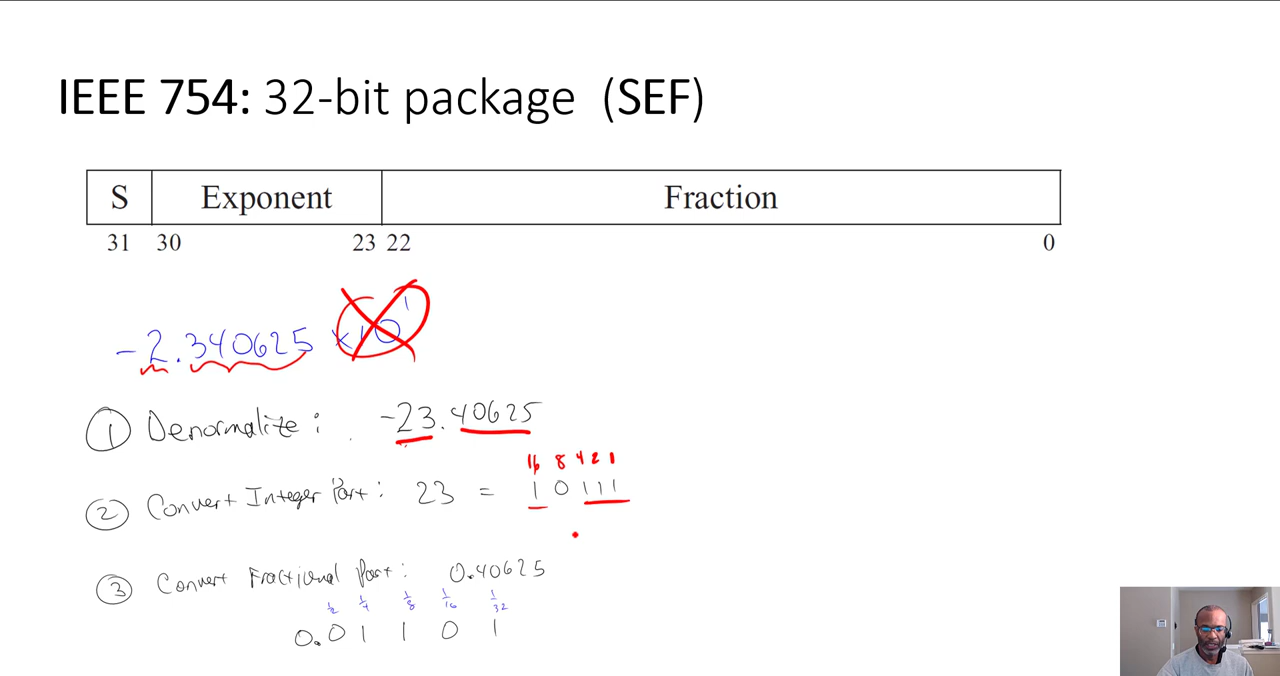 IEEE 754: 32-bit package (SEF)
S Exponent Fraction
31 30 23 22 0
-2.340625 x10¹
① Denormalize: -23.40625
16 8 4 2 1
② Convert Integer Part: 23 = 10111
③ Convert Fractional Part: 0.40625
1/2 1/4 1/8 1/16 1/32
0.01101